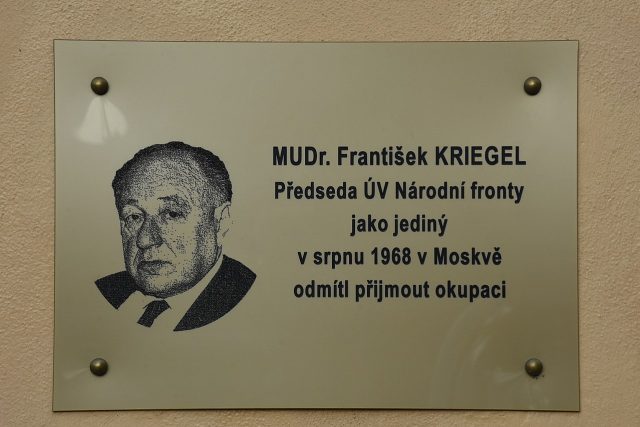 MUDr. František KRIEGEL
Předseda ÚV Národní fronty
jako jediný
v srpnu 1968 v Moskvě
odmítl přijmout okupaci